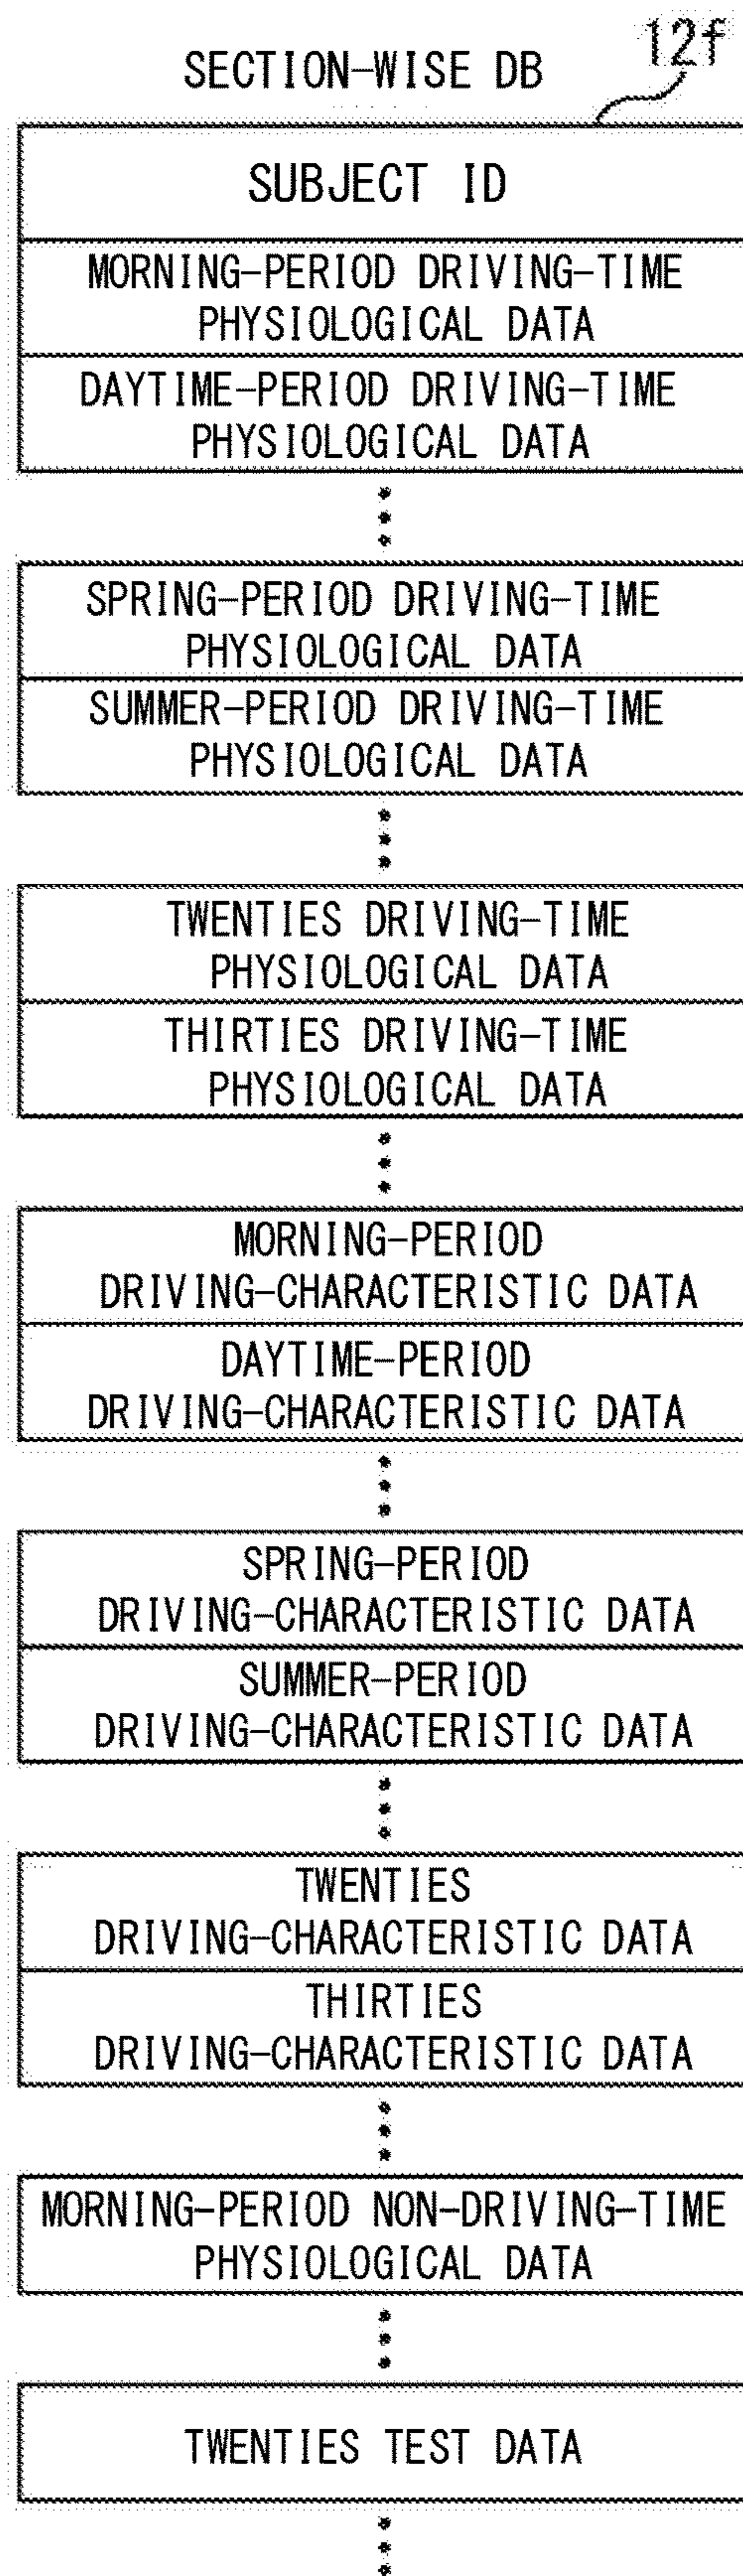 12f
SECTION-WISE DB
SUBJECT ID
MORNING-PERIOD DRIVING-TIME
PHYSIOLOGICAL DATA
DAYTIME-PERIOD DRIVING-TIME
PHYSIOLOGICAL DATA
SPRING-PERIOD DRIVING-TIME
PHYSIOLOGICAL DATA
SUMMER-PERIOD DRIVING-TIME
PHYSIOLOGICAL DATA
TWENTIES DRIVING-TIME
PHYSIOLOGICAL DATA
THIRTIES DRIVING-TIME
PHYSIOLOGICAL DATA
MORNING-PERIOD
DRIVING-CHARACTERISTIC DATA
DAYTIME-PERIOD
DRIVING-CHARACTERISTIC DATA
SPRING-PERIOD
DRIVING-CHARACTERISTIC DATA
SUMMER-PERIOD
DRIVING-CHARACTERISTIC DATA
TWENTIES
DRIVING-CHARACTERISTIC DATA
THIRTIES
DRIVING-CHARACTERISTIC DATA
MORNING-PERIOD NON-DRIVING-TIME
PHYSIOLOGICAL DATA
TWENTIES TEST DATA